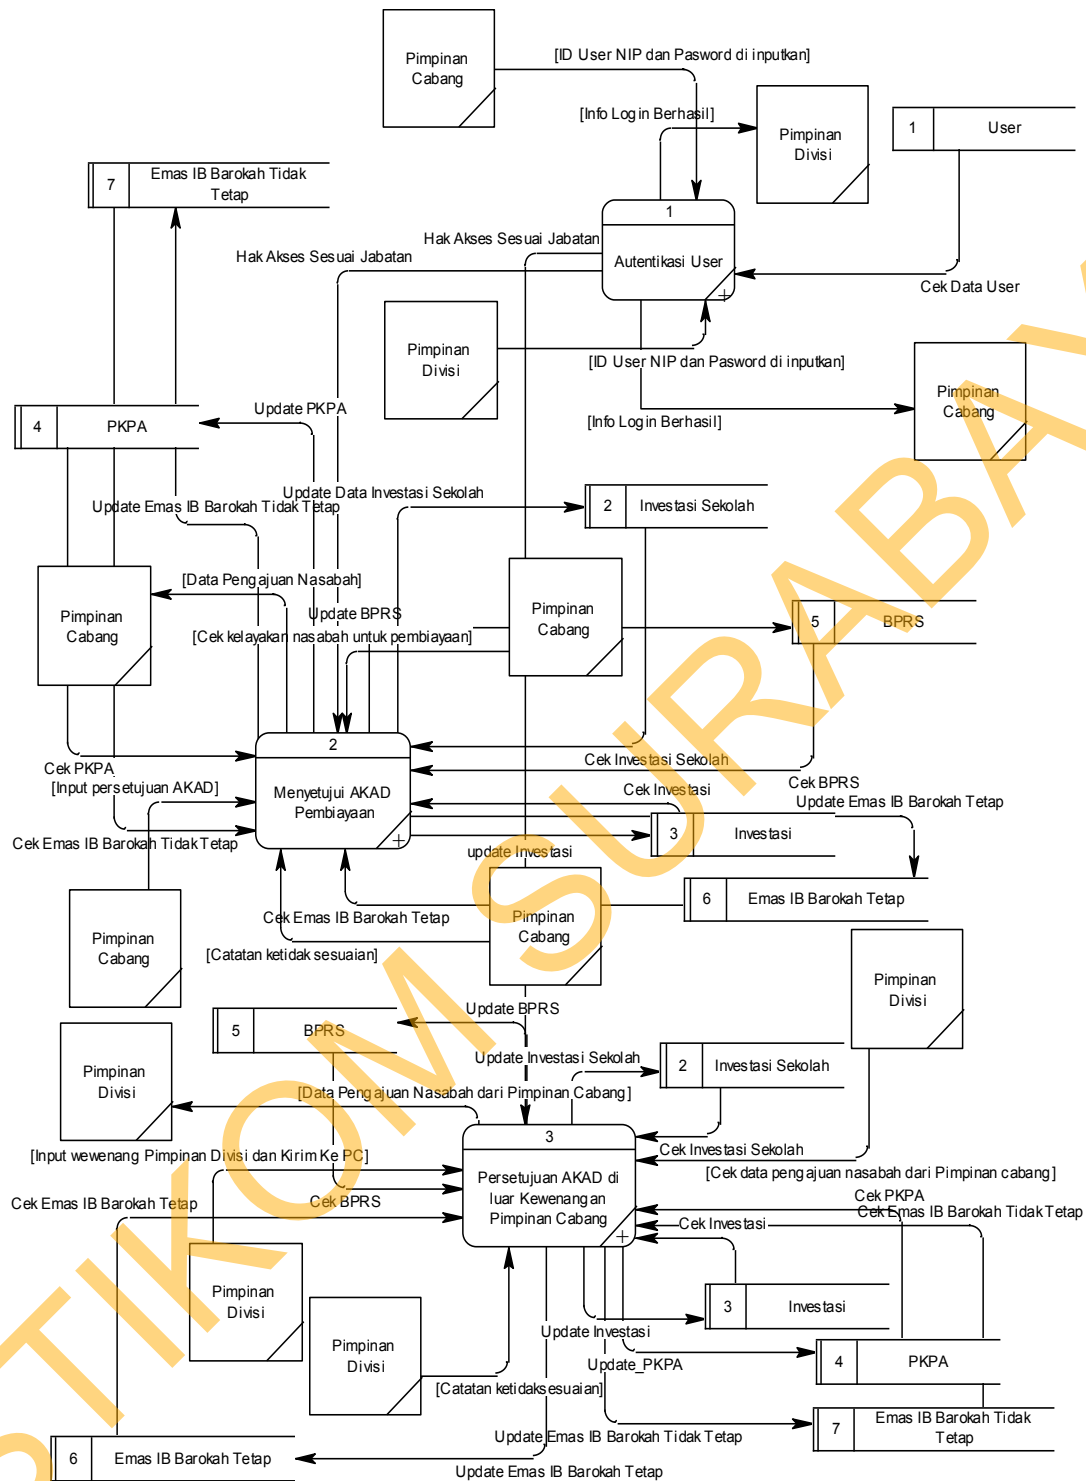 Pimpinan
Cabang
[ID User NIP dan Pasword di inputkan]
[Info Login Berhasil]
Pimpinan
Divisi
1
User
7
Emas IB Barokah Tidak
Tetap
1
Autentikasi User
Hak Akses Sesuai Jabatan
Hak Akses Sesuai Jabatan
Cek Data User
Pimpinan
Divisi
[ID User NIP dan Pasword di inputkan]
Pimpinan
Cabang
[Info Login Berhasil]
4
PKPA
Update PKPA
Update Data Investasi Sekolah
2
Investasi Sekolah
Update Emas IB Barokah Tidak Tetap
Pimpinan
Cabang
[Data Pengajuan Nasabah]
Update BPRS
[Cek kelayakan nasabah untuk pembiayaan]
Pimpinan
Cabang
5
BPRS
2
Menyetujui AKAD
Pembiayaan
Cek PKPA
[Input persetujuan AKAD]
Cek Emas IB Barokah Tidak Tetap
Cek Investasi Sekolah
Cek BPRS
Cek Investasi
Update Emas IB Barokah Tetap
3
Investasi
update Investasi
6
Emas IB Barokah Tetap
Cek Emas IB Barokah Tetap
Pimpinan
Cabang
[Catatan ketidak sesuaian]
Pimpinan
Cabang
Pimpinan
Divisi
5
BPRS
Update BPRS
Pimpinan
Divisi
Update Investasi Sekolah
2
Investasi Sekolah
[Data Pengajuan Nasabah dari Pimpinan Cabang]
3
Persetujuan AKAD di
luar Kewenangan
Pimpinan Cabang
[Input wewenang Pimpinan Divisi dan Kirim Ke PC]
Cek Investasi Sekolah
[Cek data pengajuan nasabah dari Pimpinan cabang]
Cek Emas IB Barokah Tetap
Cek BPRS
Cek PKPA
Cek Emas IB Barokah Tidak Tetap
Cek Investasi
Pimpinan
Divisi
Pimpinan
Divisi
3
Investasi
Update Investasi
Update_PKPA
4
PKPA
[Catatan ketidaksesuaian]
7
Emas IB Barokah Tidak
Tetap
Update Emas IB Barokah Tidak Tetap
6
Emas IB Barokah Tetap
Update Emas IB Barokah Tetap
TIKOM SURABAYA